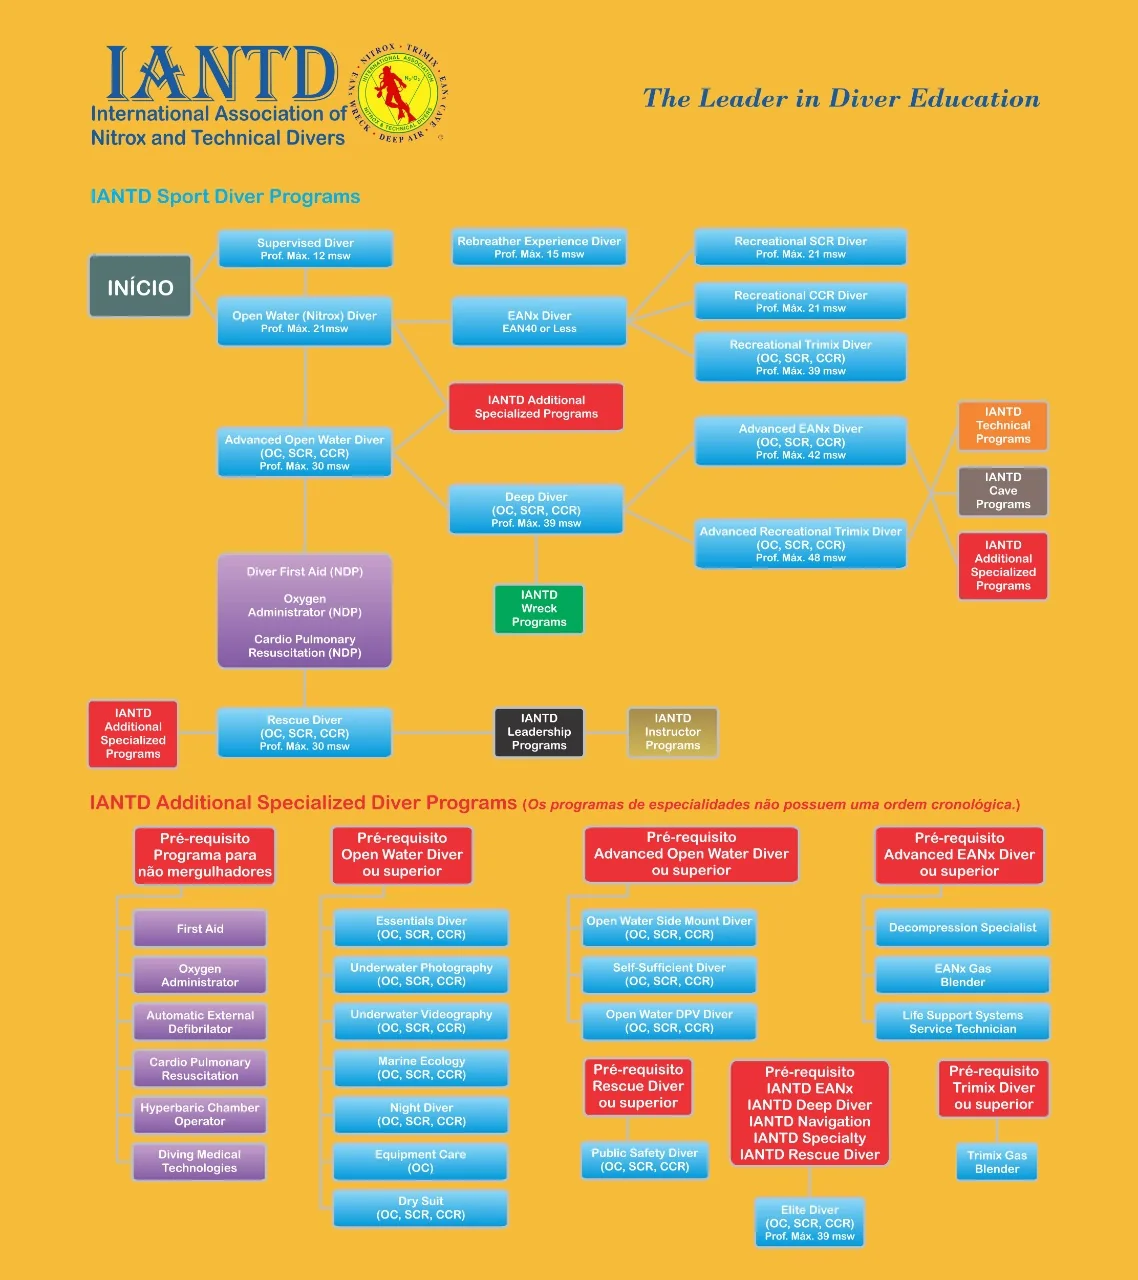 IANTD
International Association of
Nitrox and Technical Divers
EANx · NITROX · TRIMIX · EANx CAVE · WRECK · DEEP AIR ·
INTERNATIONAL ASSOCIATION
N₂/O₂
NITROX & TECHNICAL DIVERS
The Leader in Diver Education
IANTD Sport Diver Programs
INÍCIO
Supervised Diver
Prof. Máx. 12 msw
Rebreather Experience Diver
Prof. Máx. 15 msw
Recreational SCR Diver
Prof. Máx. 21 msw
Open Water (Nitrox) Diver
Prof. Máx. 21msw
EANx Diver
EAN40 or Less
Recreational CCR Diver
Prof. Máx. 21 msw
Recreational Trimix Diver
(OC, SCR, CCR)
Prof. Máx. 39 msw
IANTD Additional
Specialized Programs
Advanced Open Water Diver
(OC, SCR, CCR)
Prof. Máx. 30 msw
Advanced EANx Diver
(OC, SCR, CCR)
Prof. Máx. 42 msw
IANTD
Technical
Programs
IANTD
Cave
Programs
Deep Diver
(OC, SCR, CCR)
Prof. Máx. 39 msw
Advanced Recreational Trimix Diver
(OC, SCR, CCR)
Prof. Máx. 48 msw
IANTD
Additional
Specialized
Programs
Diver First Aid (NDP)
Oxygen
Administrator (NDP)
Cardio Pulmonary
Resuscitation (NDP)
IANTD
Wreck
Programs
IANTD
Additional
Specialized
Programs
Rescue Diver
(OC, SCR, CCR)
Prof. Máx. 30 msw
IANTD
Leadership
Programs
IANTD
Instructor
Programs
IANTD Additional Specialized Diver Programs (Os programas de especialidades não possuem uma ordem cronológica.)
Pré-requisito
Programa para
não mergulhadores
First Aid
Oxygen
Administrator
Automatic External
Defibrilator
Cardio Pulmonary
Resuscitation
Hyperbaric Chamber
Operator
Diving Medical
Technologies
Pré-requisito
Open Water Diver
ou superior
Essentials Diver
(OC, SCR, CCR)
Underwater Photography
(OC, SCR, CCR)
Underwater Videography
(OC, SCR, CCR)
Marine Ecology
(OC, SCR, CCR)
Night Diver
(OC, SCR, CCR)
Equipment Care
(OC)
Dry Suit
(OC, SCR, CCR)
Pré-requisito
Advanced Open Water Diver
ou superior
Open Water Side Mount Diver
(OC, SCR, CCR)
Self-Sufficient Diver
(OC, SCR, CCR)
Open Water DPV Diver
(OC, SCR, CCR)
Pré-requisito
Advanced EANx Diver
ou superior
Decompression Specialist
EANx Gas
Blender
Life Support Systems
Service Technician
Pré-requisito
Rescue Diver
ou superior
Public Safety Diver
(OC, SCR, CCR)
Pré-requisito
IANTD EANx
IANTD Deep Diver
IANTD Navigation
IANTD Specialty
IANTD Rescue Diver
Elite Diver
(OC, SCR, CCR)
Prof. Máx. 39 msw
Pré-requisito
Trimix Diver
ou superior
Trimix Gas
Blender